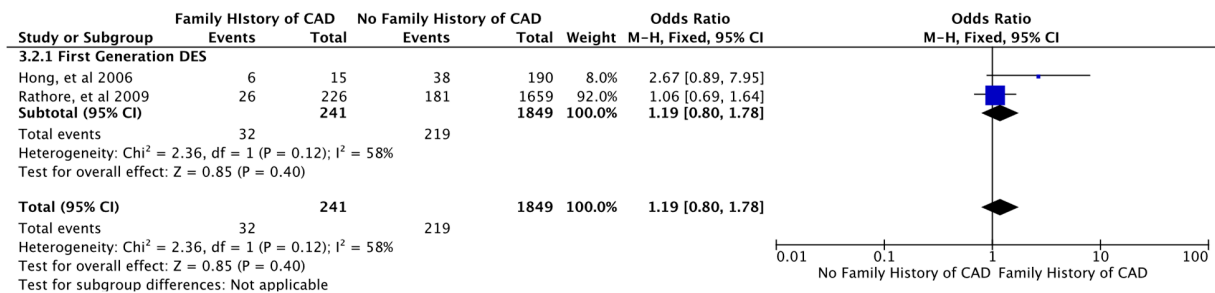 Family HIstory of CAD No Family History of CAD Odds Ratio Odds Ratio
Study or Subgroup Events Total Events Total Weight M-H, Fixed, 95% CI M-H, Fixed, 95% CI
3.2.1 First Generation DES
Hong, et al 2006 6 15 38 190 8.0% 2.67 [0.89, 7.95]
Rathore, et al 2009 26 226 181 1659 92.0% 1.06 [0.69, 1.64]
Subtotal (95% CI) 241 1849 100.0% 1.19 [0.80, 1.78]
Total events 32 219
Heterogeneity: Chi² = 2.36, df = 1 (P = 0.12); I² = 58%
Test for overall effect: Z = 0.85 (P = 0.40)
Total (95% CI) 241 1849 100.0% 1.19 [0.80, 1.78]
Total events 32 219
Heterogeneity: Chi² = 2.36, df = 1 (P = 0.12); I² = 58%
Test for overall effect: Z = 0.85 (P = 0.40)
Test for subgroup differences: Not applicable
0.01 0.1 1 10 100
No Family History of CAD Family History of CAD